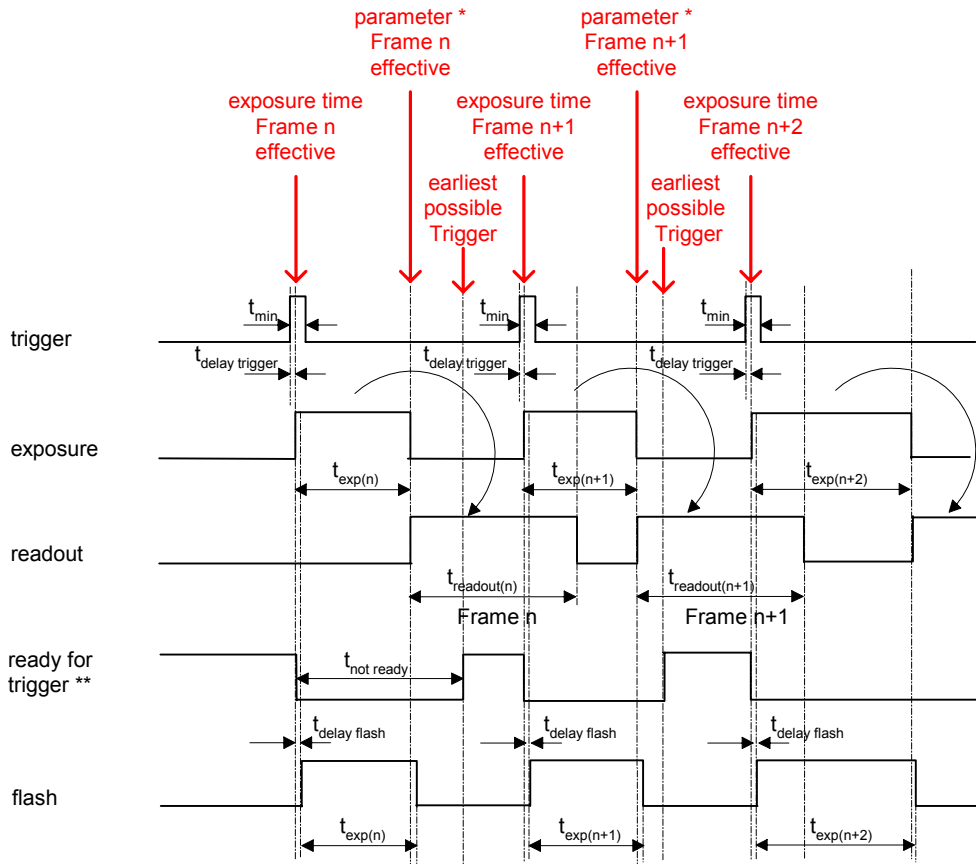 parameter *
Frame n
effective
parameter *
Frame n+1
effective
exposure time
Frame n
effective
exposure time
Frame n+1
effective
exposure time
Frame n+2
effective
earliest
possible
Trigger
earliest
possible
Trigger
trigger
tmin
tmin
tmin
tdelay trigger
tdelay trigger
tdelay trigger
exposure
texp(n)
texp(n+1)
texp(n+2)
readout
treadout(n)
treadout(n+1)
Frame n
Frame n+1
ready for
trigger **
tnot ready
tdelay flash
tdelay flash
tdelay flash
flash
texp(n)
texp(n+1)
texp(n+2)